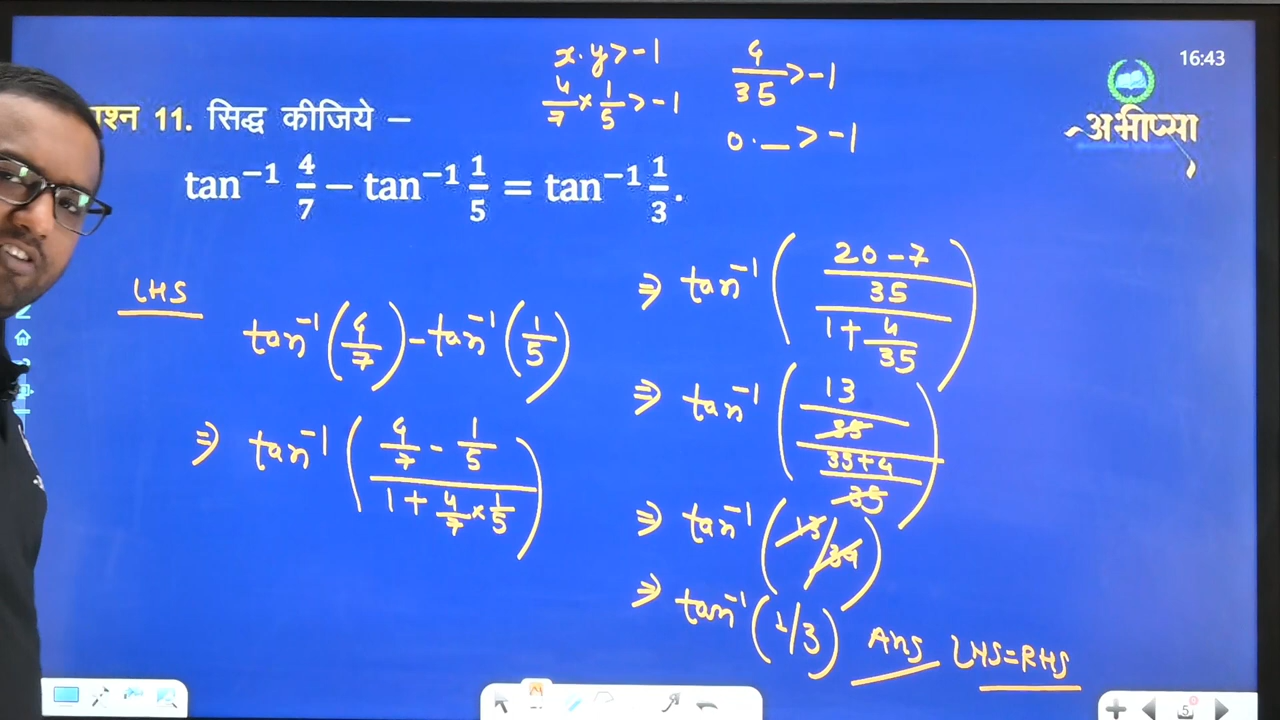 16:43
अभीप्सा
x·y > -1
4/7 × 1/5 > -1
4/35 > -1
0._ > -1
श्न 11. सिद्ध कीजिये –
tan⁻¹ 4/7 − tan⁻¹ 1/5 = tan⁻¹ 1/3.
LHS
tan⁻¹(4/7) - tan⁻¹(1/5)
⇒ tan⁻¹((4/7 - 1/5)/(1 + 4/7 × 1/5))
⇒ tan⁻¹(((20-7)/35)/(1 + 4/35))
⇒ tan⁻¹((13/35)/((35+4)/35))
⇒ tan⁻¹(13/39)
⇒ tan⁻¹(1/3) Ans LHS=RHS
5